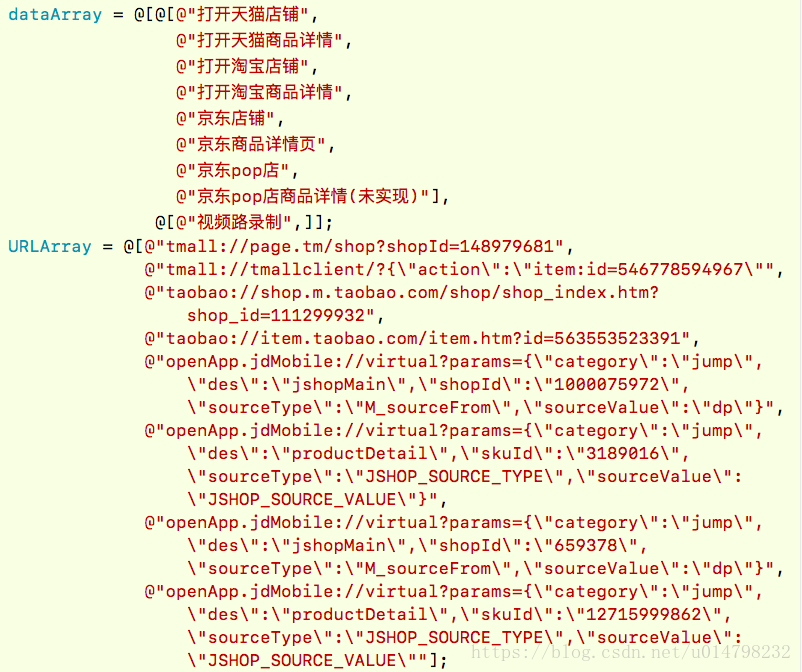 dataArray = @[@[@"打开天猫店铺",
@"打开天猫商品详情",
@"打开淘宝店铺",
@"打开淘宝商品详情",
@"京东店铺",
@"京东商品详情页",
@"京东pop店",
@"京东pop店商品详情(未实现)"],
@[@"视频路录制",]];
URLArray = @[@"tmall://page.tm/shop?shopId=148979681",
@"tmall://tmallclient/?{\"action\":\"item:id=546778594967\"",
@"taobao://shop.m.taobao.com/shop/shop_index.htm?
shop_id=111299932",
@"taobao://item.taobao.com/item.htm?id=563553523391",
@"openApp.jdMobile://virtual?params={\"category\":\"jump\",
\"des\":\"jshopMain\",\"shopId\":\"1000075972\",
\"sourceType\":\"M_sourceFrom\",\"sourceValue\":\"dp\"}",
@"openApp.jdMobile://virtual?params={\"category\":\"jump\",
\"des\":\"productDetail\",\"skuId\":\"3189016\",
\"sourceType\":\"JSHOP_SOURCE_TYPE\",\"sourceValue\":
\"JSHOP_SOURCE_VALUE\"}",
@"openApp.jdMobile://virtual?params={\"category\":\"jump\",
\"des\":\"jshopMain\",\"shopId\":\"659378\",
\"sourceType\":\"M_sourceFrom\",\"sourceValue\":\"dp\"}",
@"openApp.jdMobile://virtual?params={\"category\":\"jump\",
\"des\":\"productDetail\",\"skuId\":\"12715999862\",
\"sourceType\":\"JSHOP_SOURCE_TYPE\",\"sourceValue\":
\"JSHOP_SOURCE_VALUE\""];
https://blog.csdn.net/u014798232